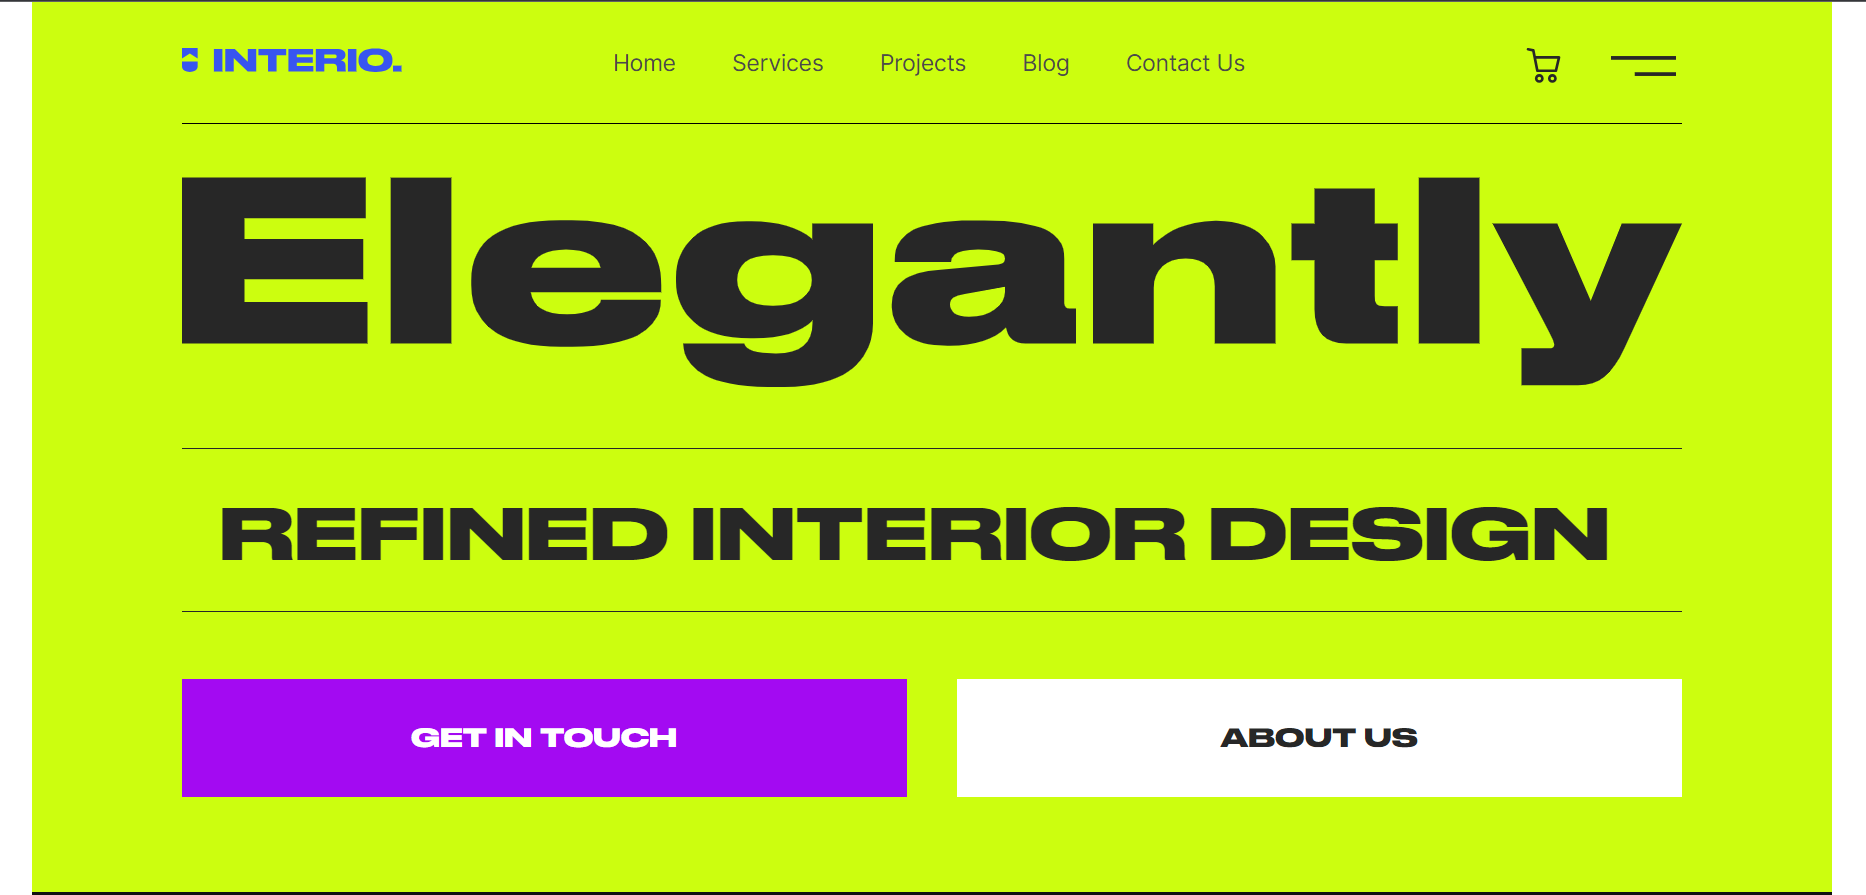 INTERIO.
Home Services Projects Blog Contact Us
Elegantly
REFINED INTERIOR DESIGN
GET IN TOUCH
ABOUT US